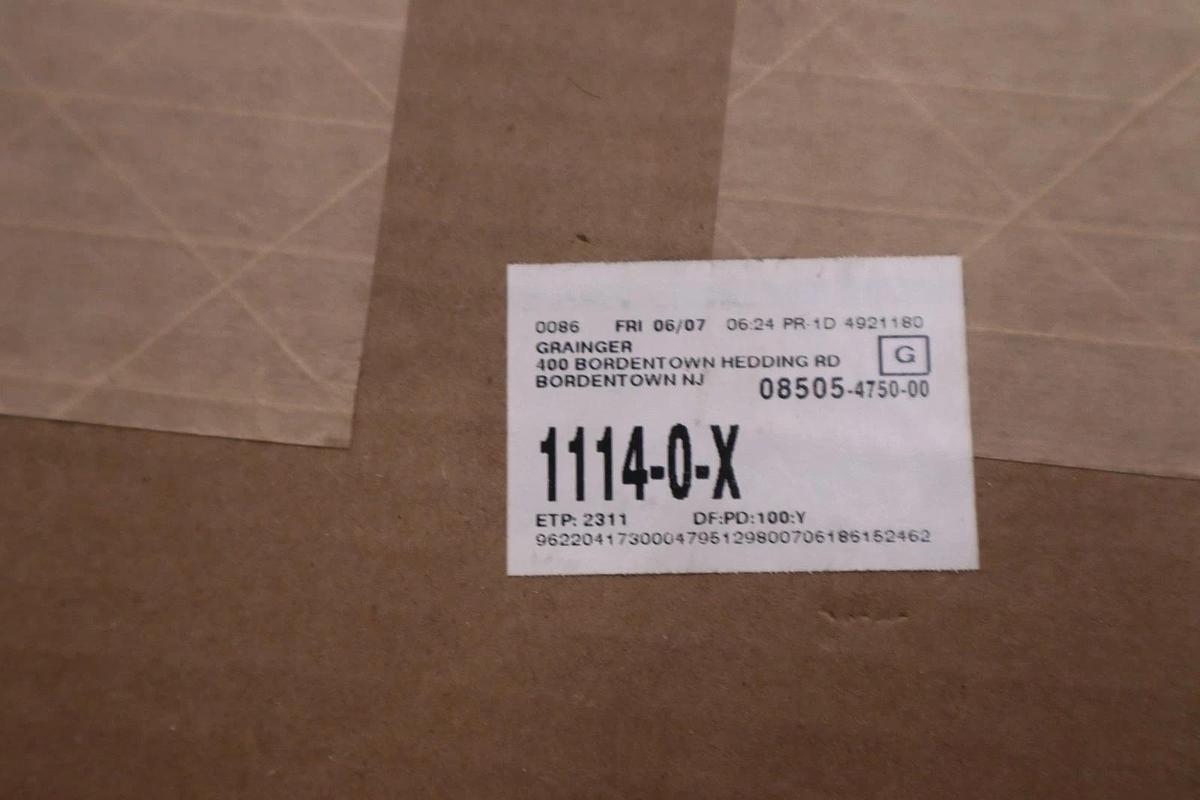 0086 FRI 06/07 06:24 PR-1D 4921180
GRAINGER
400 BORDENTOWN HEDDING RD
G
BORDENTOWN NJ
08505-4750-00
1114-0-X
ETP: 2311 DF:PD:100:Y
9622041730004795129800706186152462